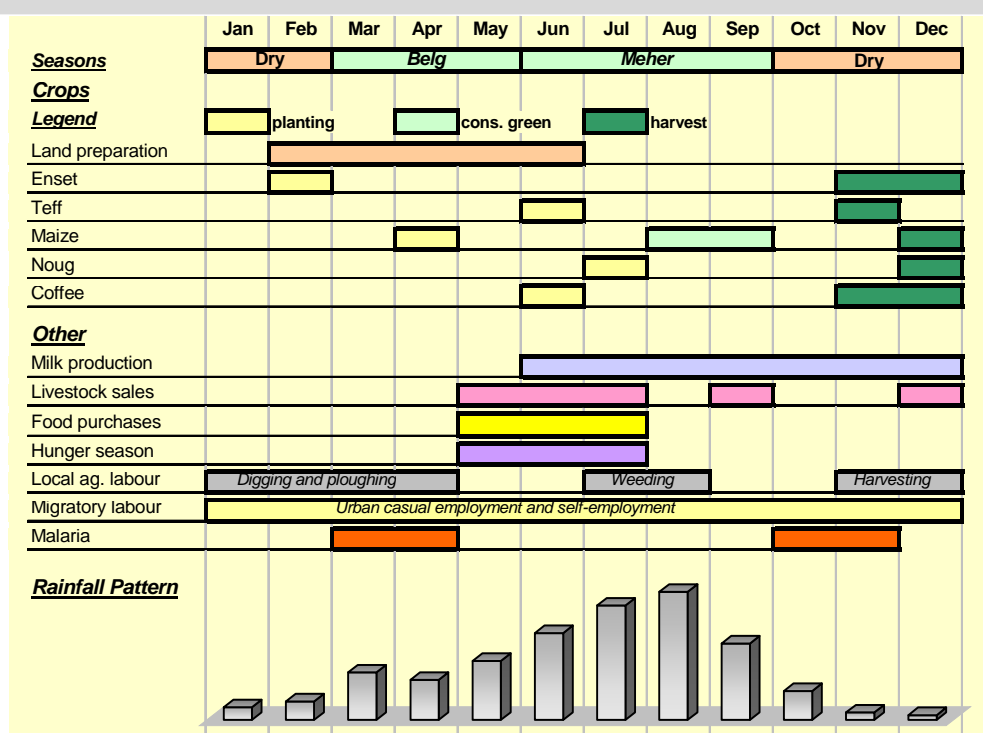 Jan Feb Mar Apr May Jun Jul Aug Sep Oct Nov Dec
Seasons Dry Belg Meher Dry
Crops
Legend planting cons. green harvest
Land preparation
Enset
Teff
Maize
Noug
Coffee
Other
Milk production
Livestock sales
Food purchases
Hunger season
Local ag. labour Digging and ploughing Weeding Harvesting
Migratory labour Urban casual employment and self-employment
Malaria
Rainfall Pattern